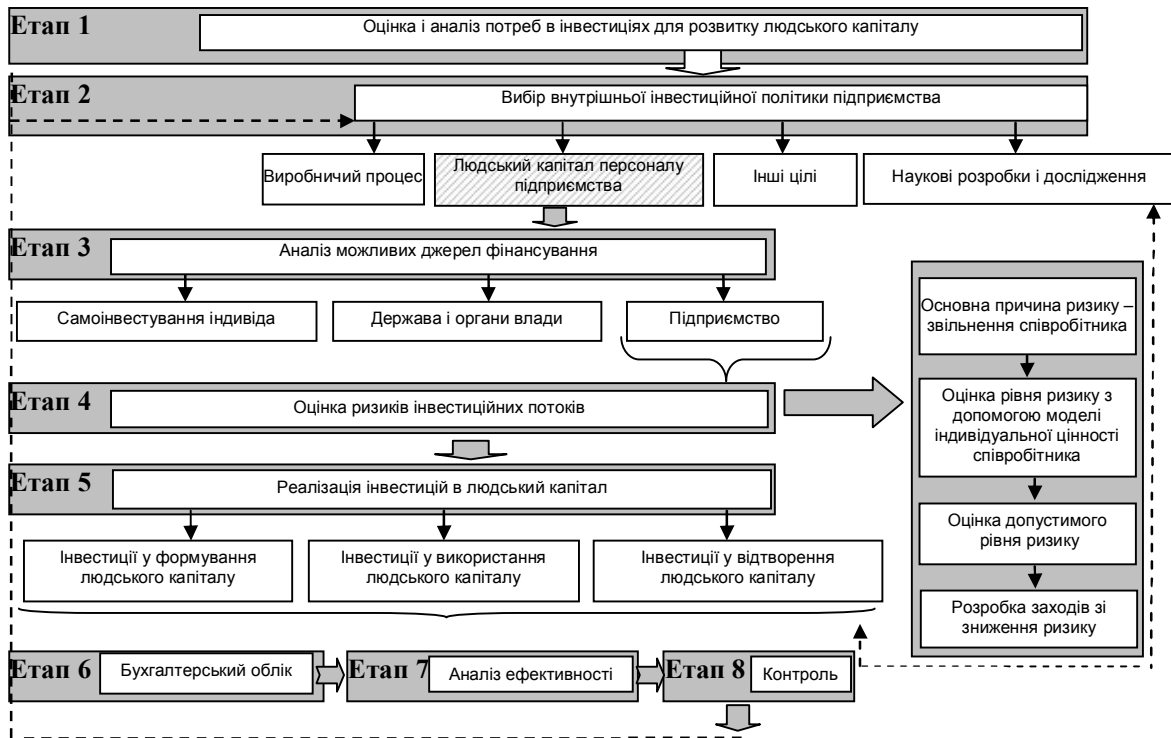 Етап 1
Оцінка і аналіз потреб в інвестиціях для розвитку людського капіталу
Етап 2
Вибір внутрішньої інвестиційної політики підприємства
Виробничий процес
Людський капітал персоналу
підприємства
Інші цілі
Наукові розробки і дослідження
Етап 3
Аналіз можливих джерел фінансування
Самоінвестування індивіда
Держава і органи влади
Підприємство
Етап 4
Оцінка ризиків інвестиційних потоків
Основна причина ризику –
звільнення співробітника
Оцінка рівня ризику з
допомогою моделі
індивідуальної цінності
співробітника
Оцінка допустимого
рівня ризику
Розробка заходів зі
зниження ризику
Етап 5
Реалізація інвестицій в людський капітал
Інвестиції у формування
людського капіталу
Інвестиції у використання
людського капіталу
Інвестиції у відтворення
людського капіталу
Етап 6
Бухгалтерський облік
Етап 7
Аналіз ефективності
Етап 8
Контроль